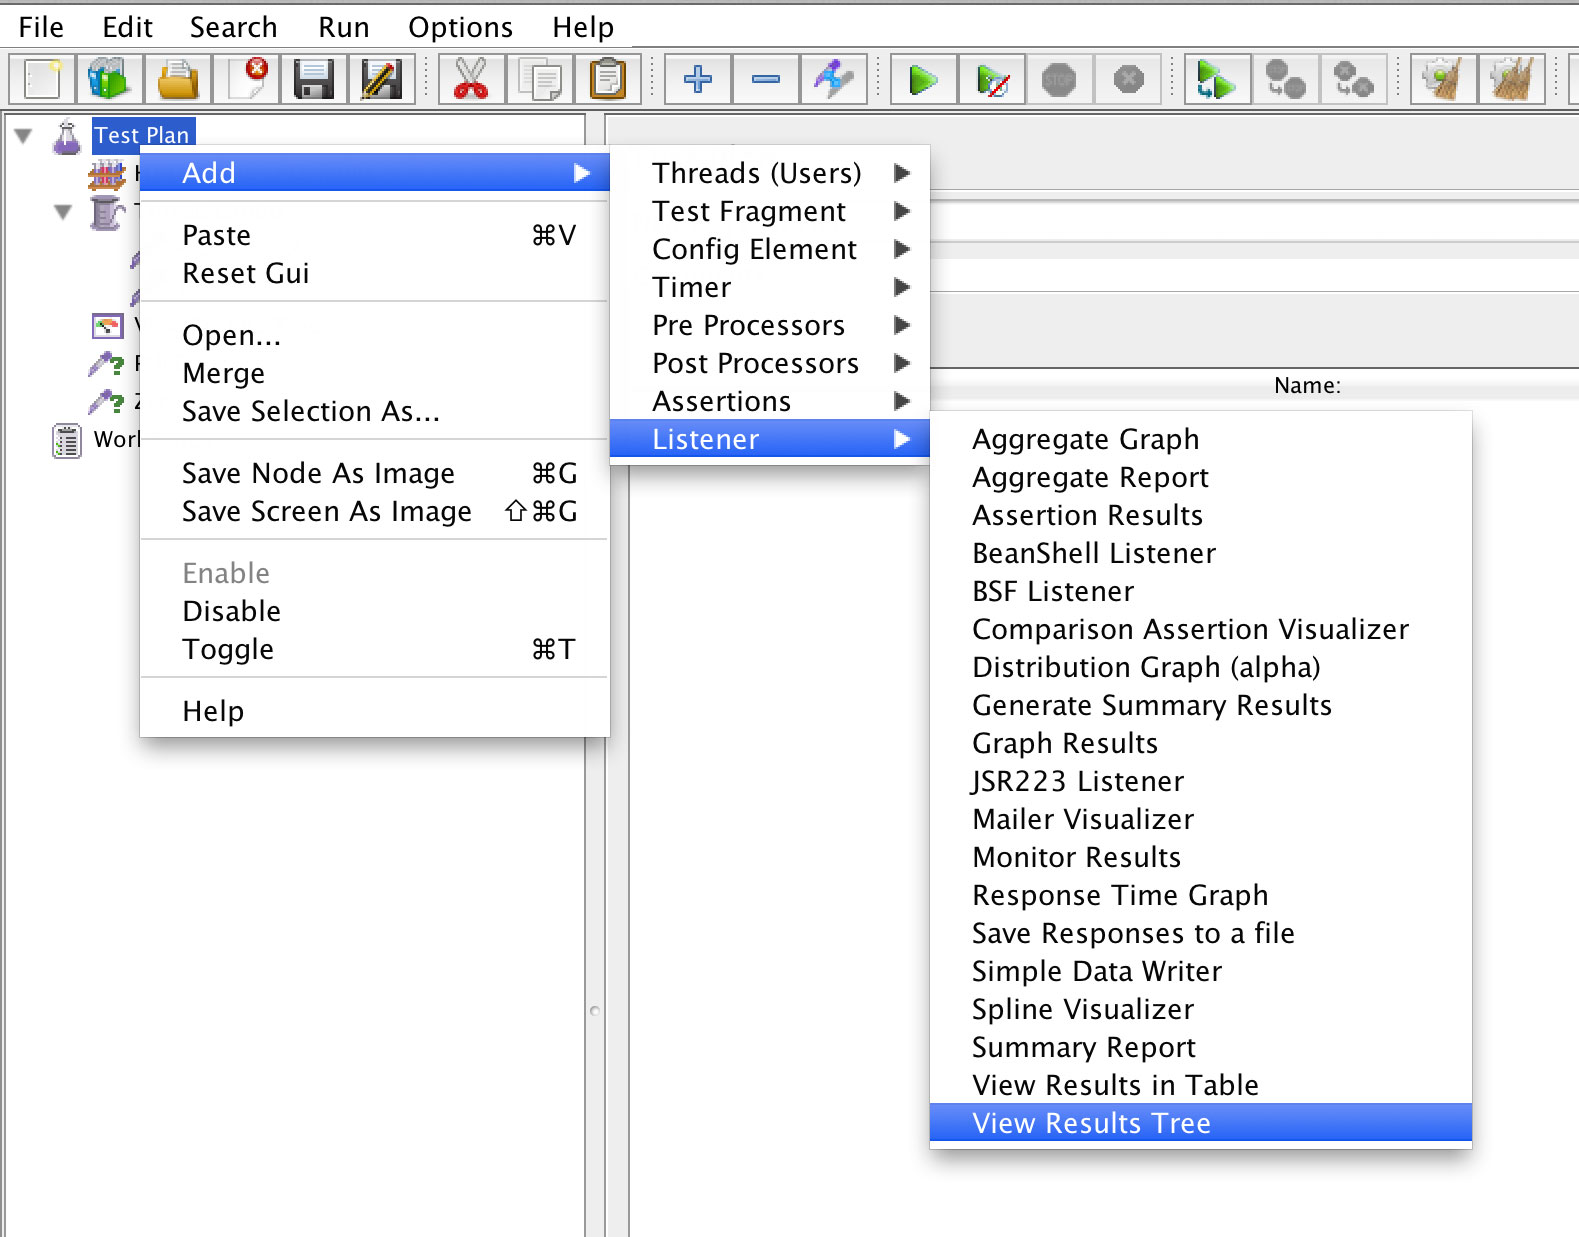 File Edit Search Run Options Help
STOP
Test Plan
Add
Paste ⌘V
Reset Gui
Open...
Merge
Save Selection As...
Save Node As Image ⌘G
Save Screen As Image ⇧⌘G
Enable
Disable
Toggle ⌘T
Help
Threads (Users)
Test Fragment
Config Element
Timer
Pre Processors
Post Processors
Assertions
Listener
Name:
Aggregate Graph
Aggregate Report
Assertion Results
BeanShell Listener
BSF Listener
Comparison Assertion Visualizer
Distribution Graph (alpha)
Generate Summary Results
Graph Results
JSR223 Listener
Mailer Visualizer
Monitor Results
Response Time Graph
Save Responses to a file
Simple Data Writer
Spline Visualizer
Summary Report
View Results in Table
View Results Tree